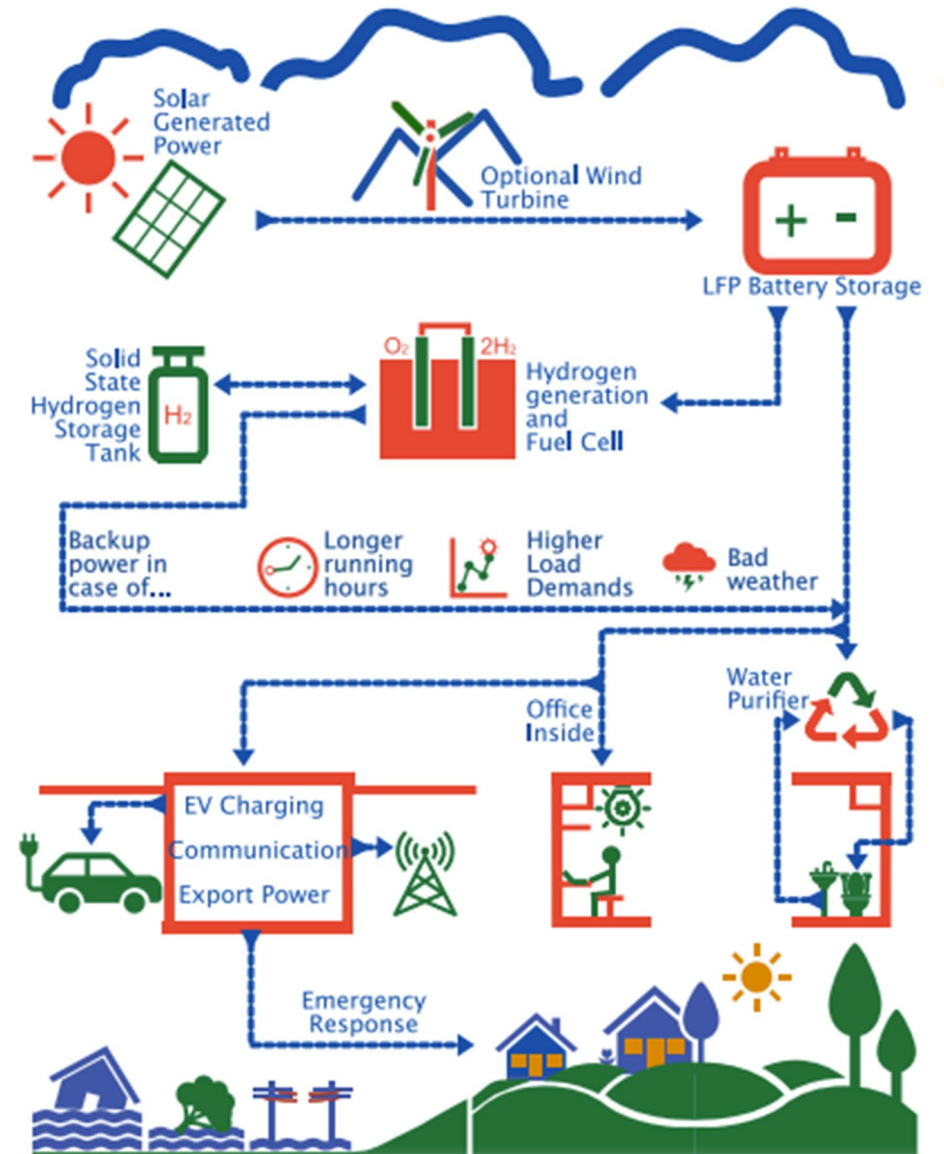 Solar
Generated
Power
Optional Wind
Turbine
+ -
LFP Battery Storage
Solid
State
Hydrogen
Storage
Tank
H₂
O₂
2H₂
Hydrogen
generation
and
Fuel Cell
Backup
power in
case of...
Longer
running
hours
Higher
Load
Demands
Bad
weather
Water
Purifier
Office
Inside
EV Charging
Communication
Export Power
Emergency
Response